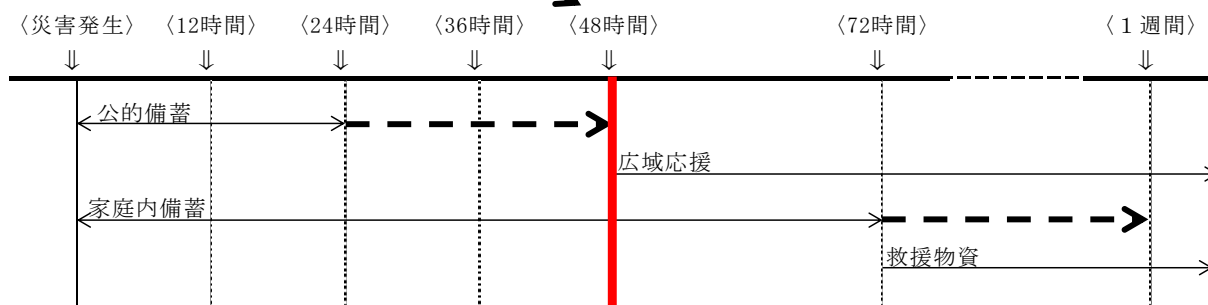 〈災害発生〉 〈12時間〉 〈24時間〉 〈36時間〉 〈48時間〉 〈72時間〉 〈１週間〉
⇓ ⇓ ⇓ ⇓ ⇓ ⇓ ⇓
公的備蓄
広域応援
家庭内備蓄
救援物資